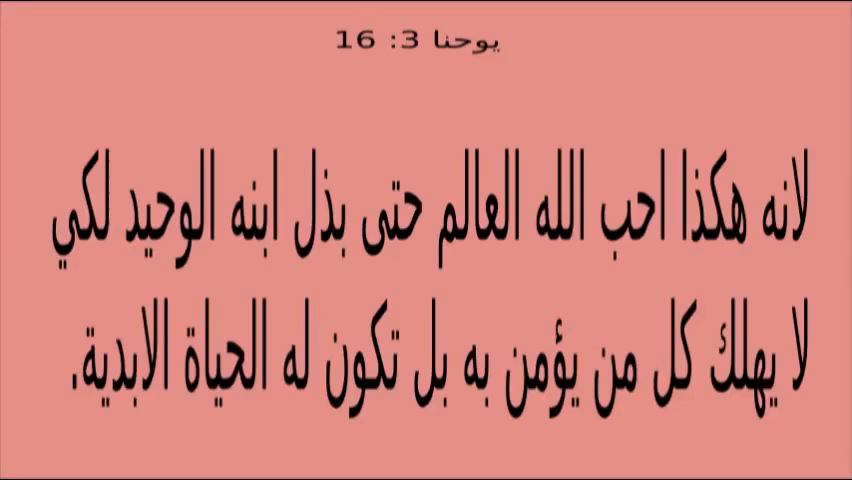 يوحنا 3: 16
لانه هكذا احب الله العالم حتى بذل ابنه الوحيد لكي
لا يهلك كل من يؤمن به بل تكون له الحياة الابدية.